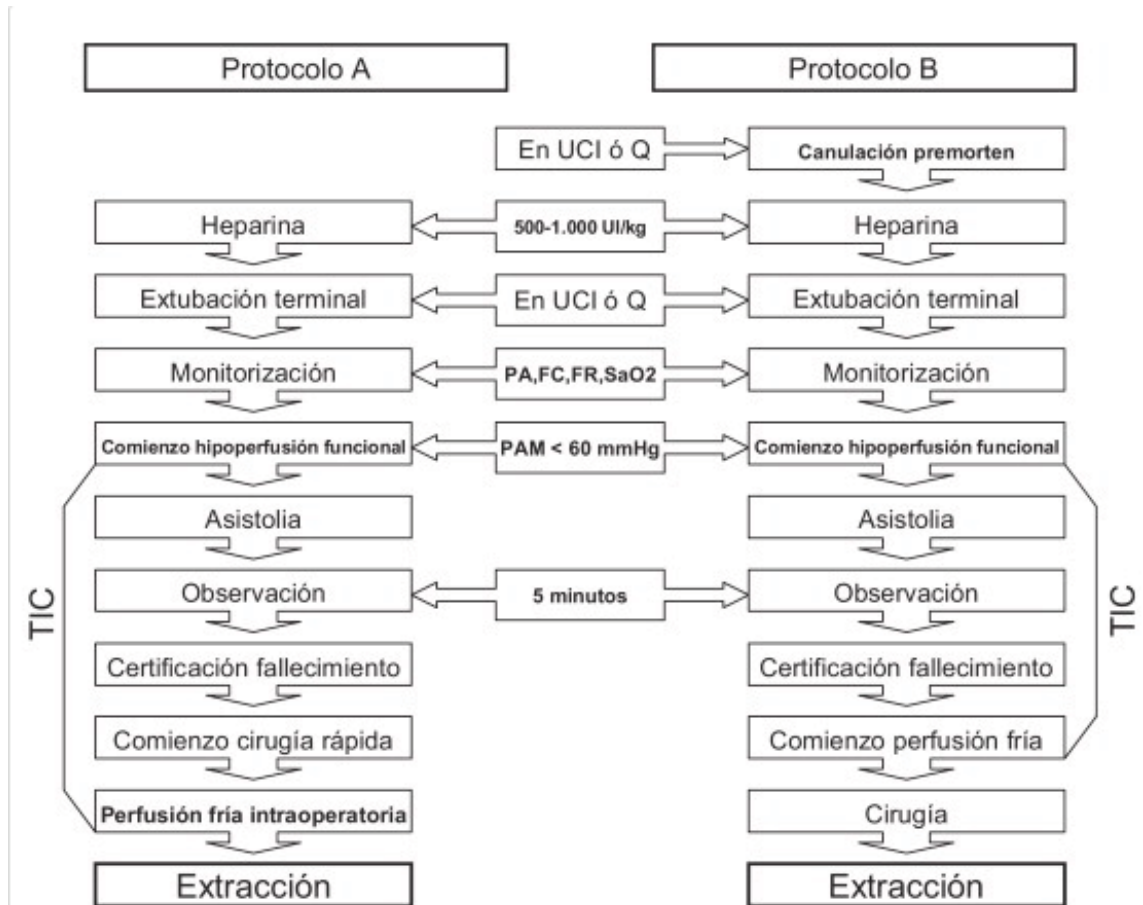 Protocolo A
Protocolo B
En UCI ó Q
Canulación premorten
Heparina
500-1.000 UI/kg
Heparina
Extubación terminal
En UCI ó Q
Extubación terminal
Monitorización
PA,FC,FR,SaO2
Monitorización
Comienzo hipoperfusión funcional
PAM < 60 mmHg
Comienzo hipoperfusión funcional
Asistolia
Asistolia
Observación
5 minutos
Observación
TIC
TIC
Certificación fallecimiento
Certificación fallecimiento
Comienzo cirugía rápida
Comienzo perfusión fría
Perfusión fría intraoperatoria
Cirugía
Extracción
Extracción